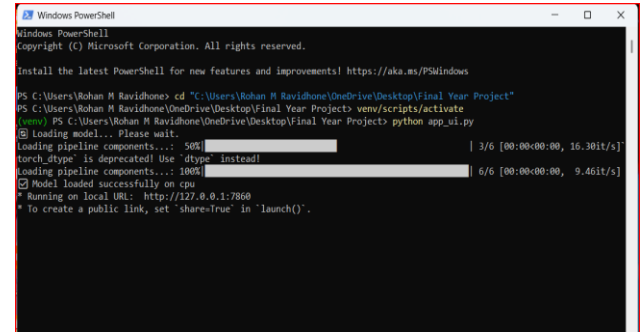 Windows PowerShell
Windows PowerShell
Copyright (C) Microsoft Corporation. All rights reserved.
Install the latest PowerShell for new features and improvements! https://aka.ms/PSWindows
PS C:\Users\Rohan M Ravidhone> cd "C:\Users\Rohan M Ravidhone\OneDrive\Desktop\Final Year Project"
PS C:\Users\Rohan M Ravidhone\OneDrive\Desktop\Final Year Project> venv/scripts/activate
(venv) PS C:\Users\Rohan M Ravidhone\OneDrive\Desktop\Final Year Project> python app_ui.py
Loading model... Please wait.
Loading pipeline components...:  50%| | 3/6 [00:00<00:00, 16.30it/s]`
torch_dtype` is deprecated! Use `dtype` instead!
Loading pipeline components...: 100%| | 6/6 [00:00<00:00,  9.46it/s]
Model loaded successfully on cpu
* Running on local URL:  http://127.0.0.1:7860
* To create a public link, set `share=True` in `launch()`.